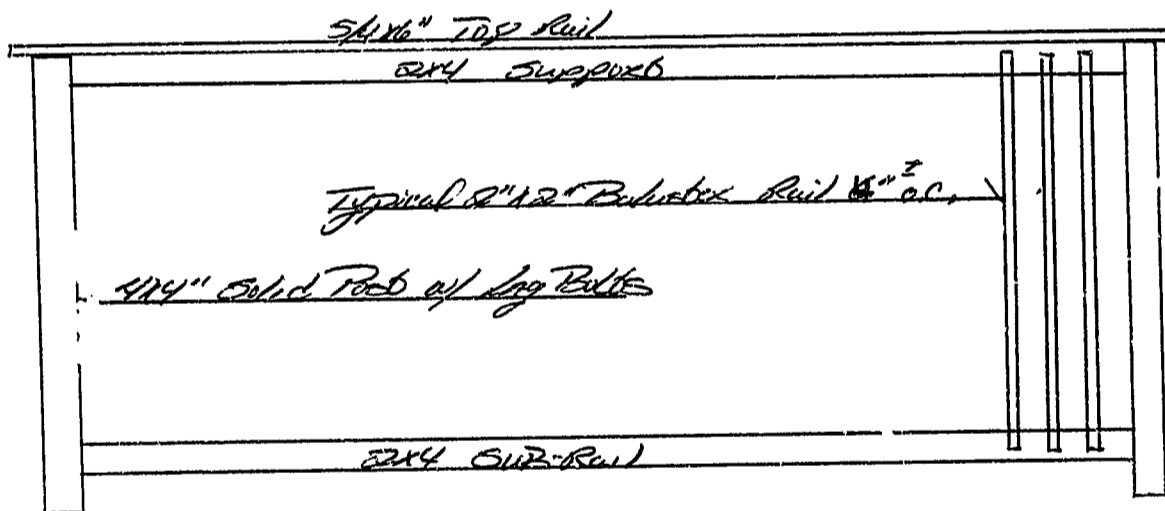 5/4x6" Top Rail
2x4 Support
Typical 2"x2" Baluster Rail o.c.
4x4" Solid Post w/ Lag Bolts
2x4 SUB-Rail